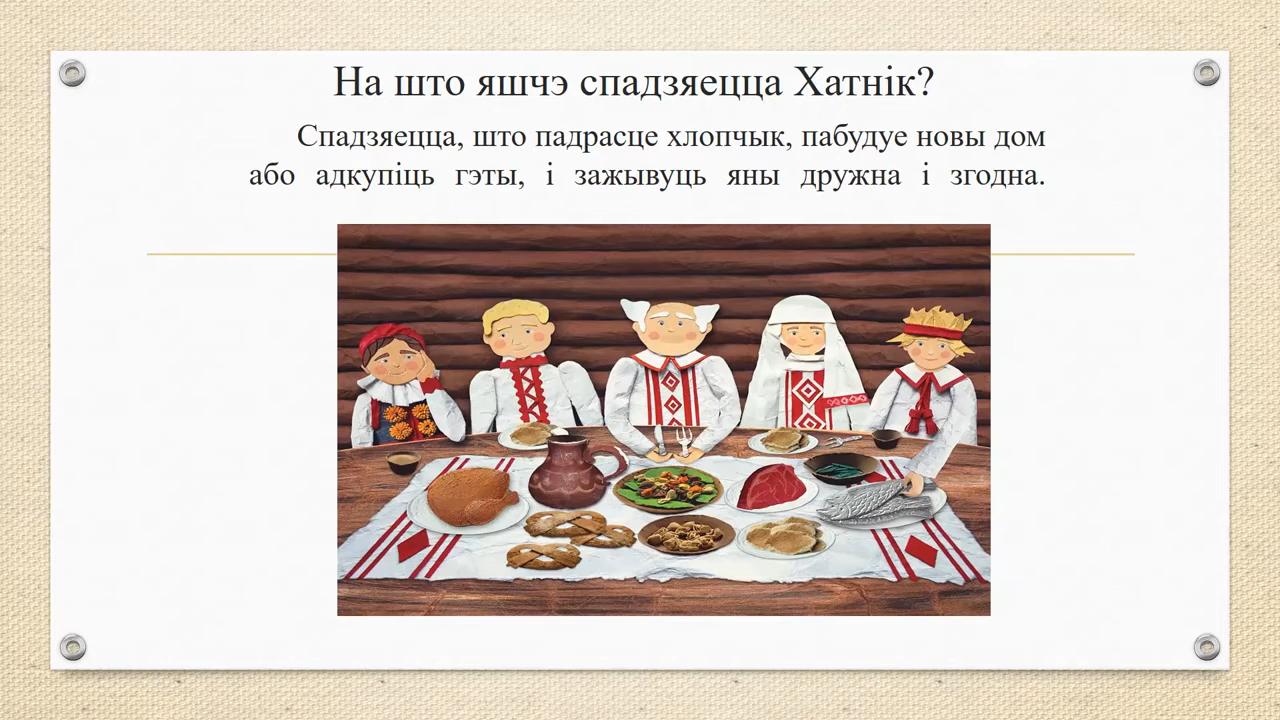 На што яшчэ спадзяецца Хатнік?
Спадзяецца, што падрасце хлопчык, пабудуе новы дом
або адкупіць гэты, і зажывуць яны дружна і згодна.